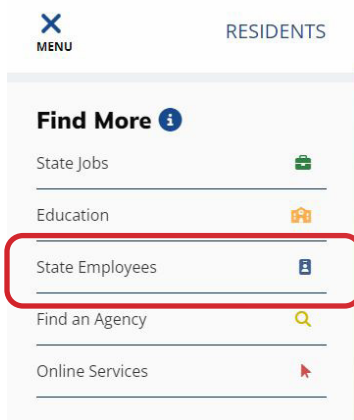 MENU
RESIDENTS
Find More
State Jobs
Education
State Employees
Find an Agency
Online Services